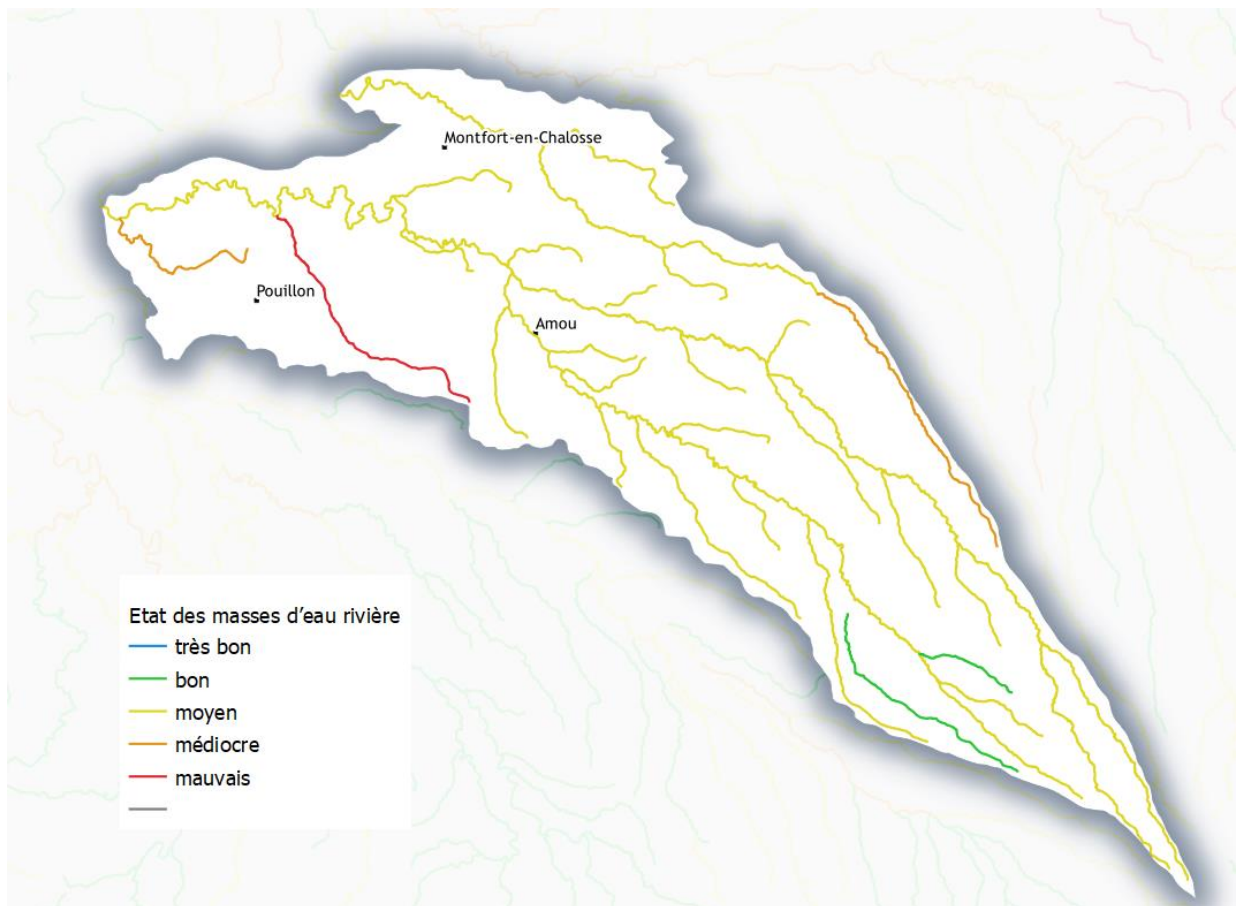 Montfort-en-Chalosse
Pouillon
Amou
Etat des masses d’eau rivière
très bon
bon
moyen
médiocre
mauvais